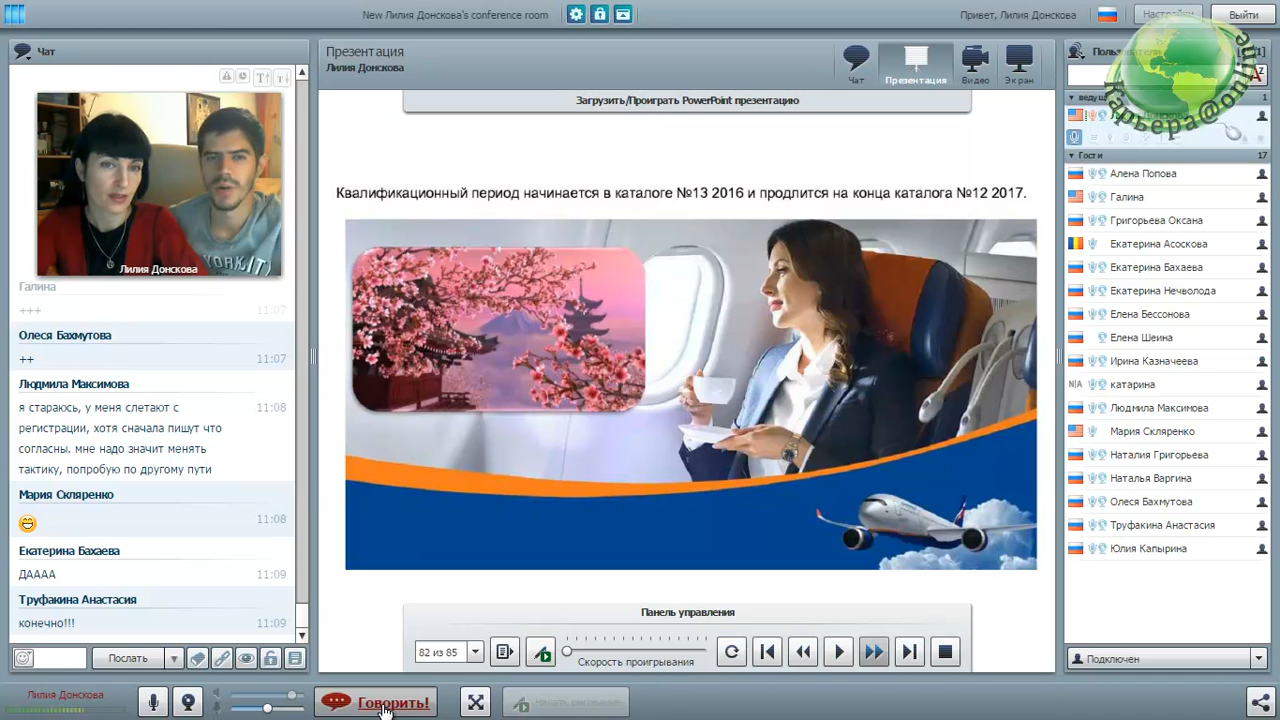 New Лилия Донскова's conference room
Привет, Лилия Донскова
Настройки
Выйти
Чат
Лилия Донскова
Галина
+++ 11:07
Олеся Бахмутова
++ 11:07
Людмила Максимова
я стараюсь, у меня слетают с 11:08
регистрации, хотя сначала пишут что
согласны. мне надо значит менять
тактику, попробую по другому пути
Мария Скляренко
11:08
Екатерина Бахаева
ДАААА 11:09
Труфакина Анастасия
конечно!!! 11:09
Послать
Презентация
Лилия Донскова
Чат
Презентация
Видео
Экран
Загрузить/Проиграть PowerPoint презентацию
Квалификационный период начинается в каталоге №13 2016 и продлится на конца каталога №12 2017.
Панель управления
82 из 85
Скорость проигрывания
карьера@online
Гости 17
Алена Попова
Галина
Григорьева Оксана
Екатерина Асоскова
Екатерина Бахаева
Екатерина Нечволода
Елена Бессонова
Елена Шеина
Ирина Казначеева
N/A катарина
Людмила Максимова
Мария Скляренко
Наталия Григорьева
Наталья Варгина
Олеся Бахмутова
Труфакина Анастасия
Юлия Капырина
Подключен
Лилия Донскова
Говорить!